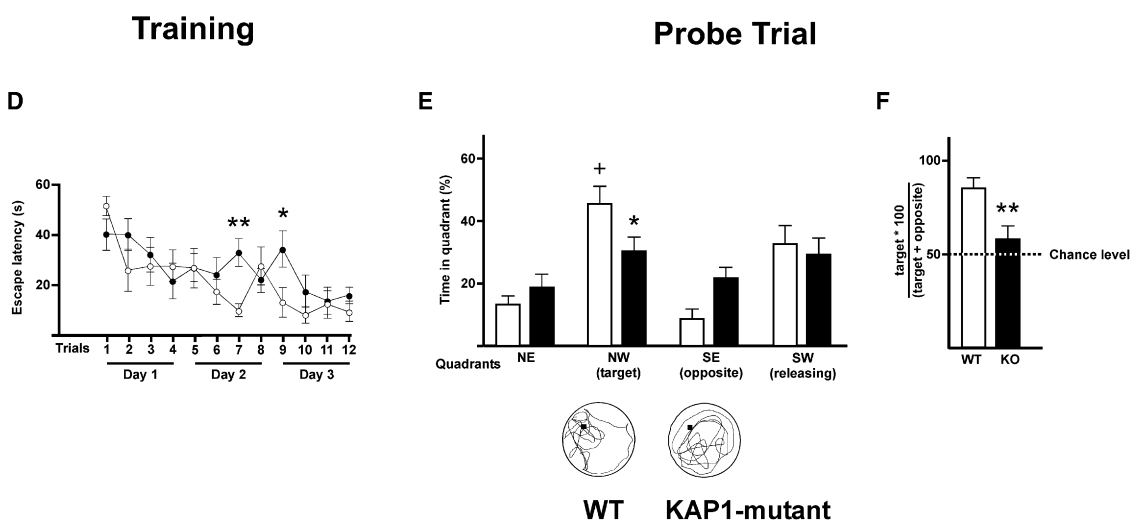 Training
Probe Trial
D
E
F
Escape latency (s)
60
40
20
**
*
Trials 1 2 3 4 5 6 7 8 9 10 11 12
Day 1 Day 2 Day 3
Time in quadrant (%)
60
40
20
+
*
Quadrants NE NW SE SW
(target) (opposite) (releasing)
WT KAP1-mutant
target * 100
(target + opposite)
100
50
**
Chance level
WT KO